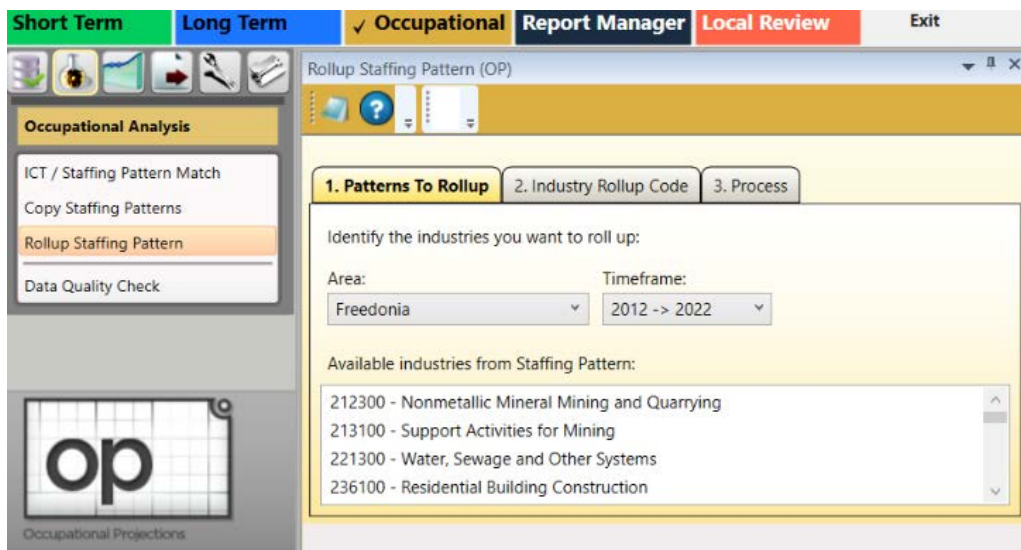 Short Term Long Term ✓ Occupational Report Manager Local Review Exit
Rollup Staffing Pattern (OP)
Occupational Analysis
ICT / Staffing Pattern Match
Copy Staffing Patterns
Rollup Staffing Pattern
Data Quality Check
op
Occupational Projections
?
1. Patterns To Rollup 2. Industry Rollup Code 3. Process
Identify the industries you want to roll up:
Area: Timeframe:
Freedonia 2012 -> 2022
Available industries from Staffing Pattern:
212300 - Nonmetallic Mineral Mining and Quarrying
213100 - Support Activities for Mining
221300 - Water, Sewage and Other Systems
236100 - Residential Building Construction